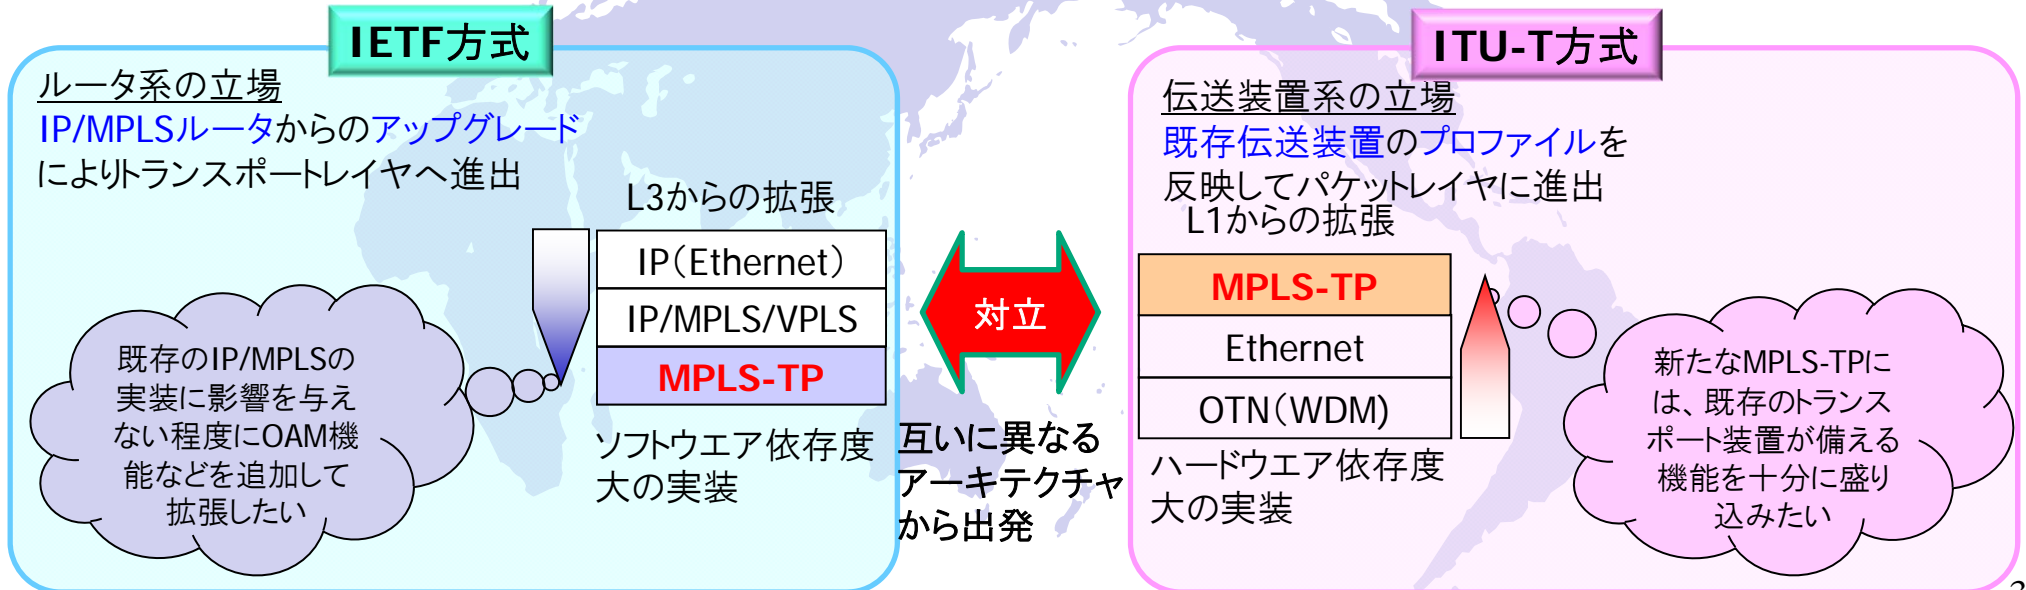 IETF方式
ルータ系の立場
IP/MPLSルータからのアップグレード
によりトランスポートレイヤへ進出
L3からの拡張
IP(Ethernet)
IP/MPLS/VPLS
MPLS-TP
ソフトウエア依存度
大の実装
既存のIP/MPLSの
実装に影響を与え
ない程度にOAM機
能などを追加して
拡張したい
対立
互いに異なる
アーキテクチャ
から出発
ITU-T方式
伝送装置系の立場
既存伝送装置のプロファイルを
反映してパケットレイヤに進出
L1からの拡張
MPLS-TP
Ethernet
OTN(WDM)
ハードウエア依存度
大の実装
新たなMPLS-TPに
は、既存のトランス
ポート装置が備える
機能を十分に盛り
込みたい